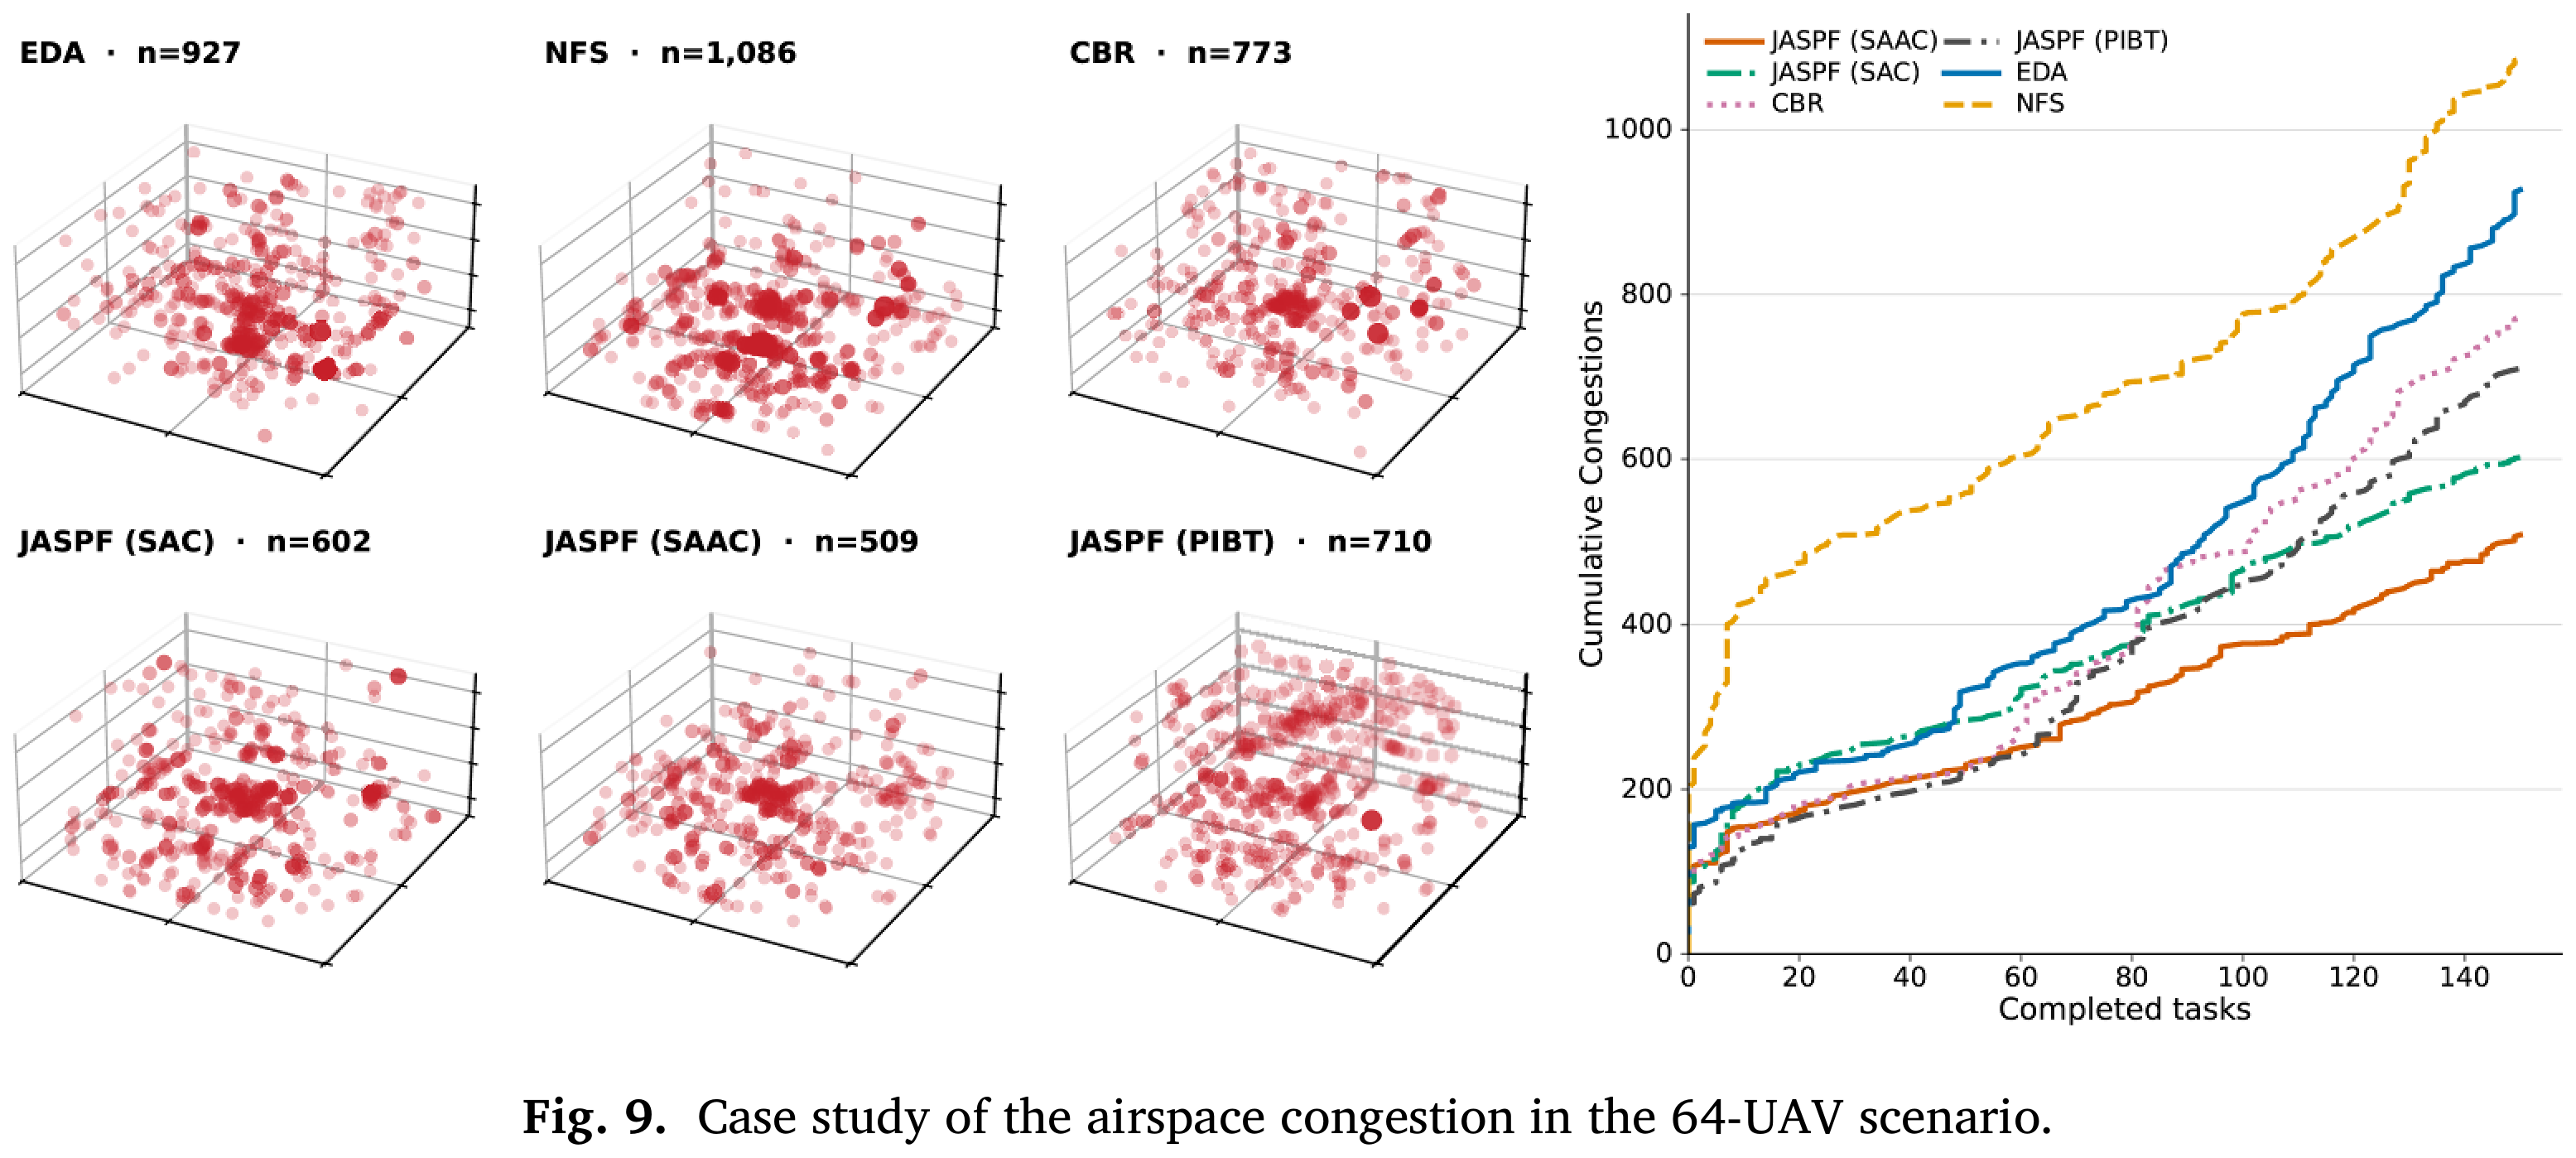 EDA · n=927
NFS · n=1,086
CBR · n=773
JASPF (SAC) · n=602
JASPF (SAAC) · n=509
JASPF (PIBT) · n=710
JASPF (SAAC)
JASPF (SAC)
CBR
JASPF (PIBT)
EDA
NFS
Cumulative Congestions
1000
800
600
400
200
0
0 20 40 60 80 100 120 140
Completed tasks
Fig. 9. Case study of the airspace congestion in the 64-UAV scenario.